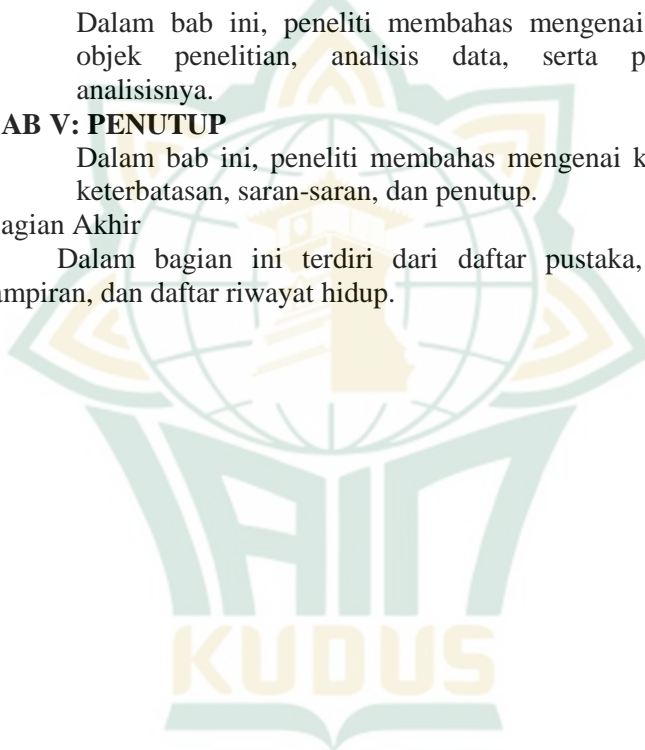 Dalam bab ini, peneliti membahas mengenai
objek penelitian, analisis data, serta p
analisisnya.
AB V: PENUTUP
Dalam bab ini, peneliti membahas mengenai k
keterbatasan, saran-saran, dan penutup.
agian Akhir
Dalam bagian ini terdiri dari daftar pustaka,
ampiran, dan daftar riwayat hidup.
IAIN
KUDUS